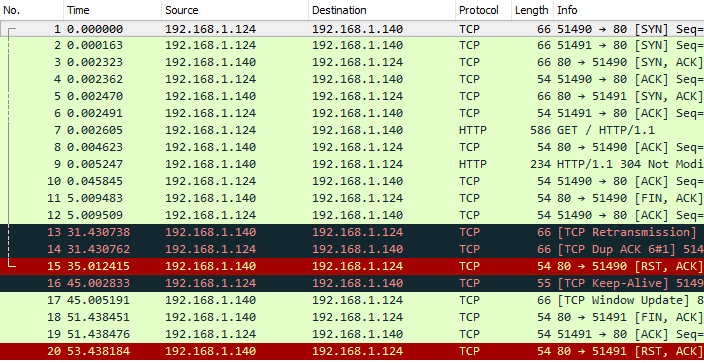 No. Time Source Destination Protocol Length Info
1 0.000000 192.168.1.124 192.168.1.140 TCP 66 51490 → 80 [SYN] Seq=
2 0.000163 192.168.1.124 192.168.1.140 TCP 66 51491 → 80 [SYN] Seq=
3 0.002323 192.168.1.140 192.168.1.124 TCP 66 80 → 51490 [SYN, ACK]
4 0.002362 192.168.1.124 192.168.1.140 TCP 54 51490 → 80 [ACK] Seq=
5 0.002470 192.168.1.140 192.168.1.124 TCP 66 80 → 51491 [SYN, ACK]
6 0.002491 192.168.1.124 192.168.1.140 TCP 54 51491 → 80 [ACK] Seq=
7 0.002605 192.168.1.124 192.168.1.140 HTTP 586 GET / HTTP/1.1
8 0.004623 192.168.1.140 192.168.1.124 TCP 54 80 → 51490 [ACK] Seq=
9 0.005247 192.168.1.140 192.168.1.124 HTTP 234 HTTP/1.1 304 Not Modi
10 0.045845 192.168.1.124 192.168.1.140 TCP 54 51490 → 80 [ACK] Seq=
11 5.009483 192.168.1.140 192.168.1.124 TCP 54 80 → 51490 [FIN, ACK]
12 5.009509 192.168.1.124 192.168.1.140 TCP 54 51490 → 80 [ACK] Seq=
13 31.430738 192.168.1.140 192.168.1.124 TCP 66 [TCP Retransmission]
14 31.430762 192.168.1.124 192.168.1.140 TCP 66 [TCP Dup ACK 6#1] 514
15 35.012415 192.168.1.140 192.168.1.124 TCP 54 80 → 51490 [RST, ACK]
16 45.002833 192.168.1.124 192.168.1.140 TCP 55 [TCP Keep-Alive] 5149
17 45.005191 192.168.1.140 192.168.1.124 TCP 66 [TCP Window Update] 8
18 51.438451 192.168.1.140 192.168.1.124 TCP 54 80 → 51491 [FIN, ACK]
19 51.438476 192.168.1.124 192.168.1.140 TCP 54 51491 → 80 [ACK] Seq=
20 53.438184 192.168.1.140 192.168.1.124 TCP 54 80 → 51491 [RST, ACK]